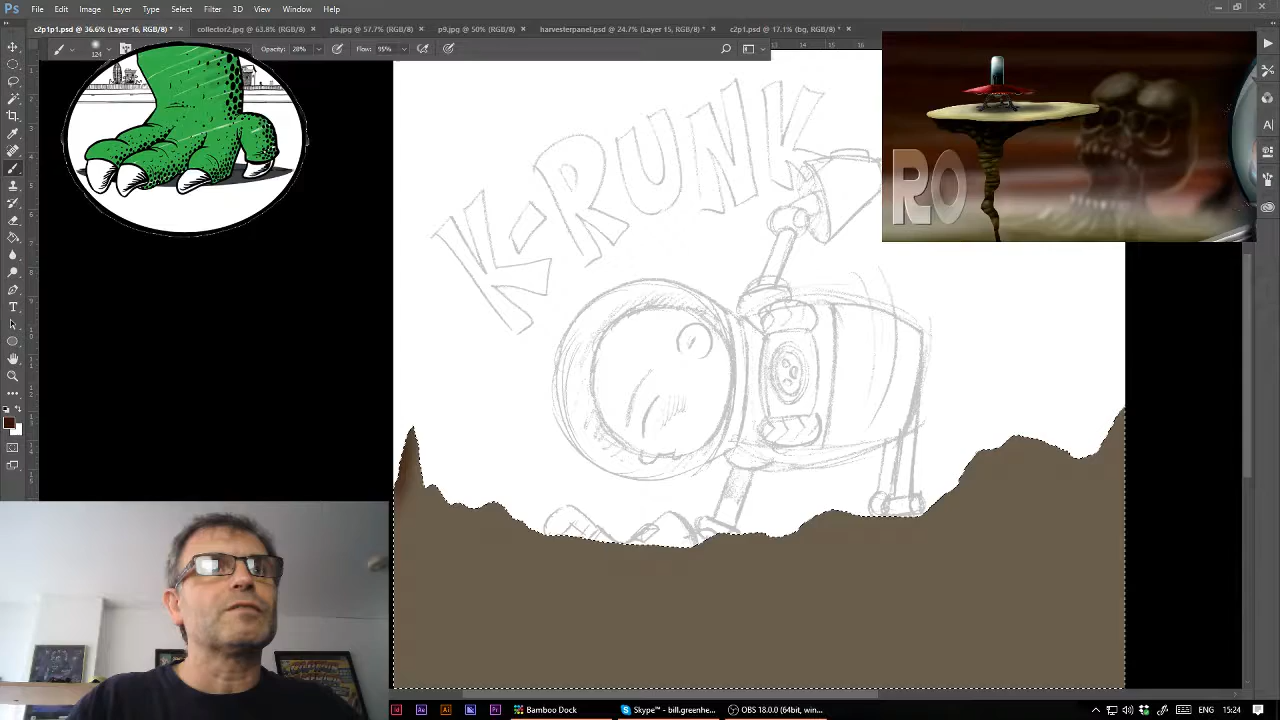 Ps File Edit Image Layer Type Select Filter 3D View Window Help
c2p1p1.psd @ 36.6% (Layer 16, RGB/8) * × collector2.jpg @ 63.8% (RGB/8) × p8.jpg @ 50% (RGB/8) × p9.jpg @ 50% (RGB/8) × harvesterpanel.psd @ 24.7% (Layer 15, RGB/8) * × c2p1.psd @ 17.1% (bg, RGB/8) * ×
124 Opacity: 28% Flow: 95%
K-RUNK
RO
Bamboo Dock Skype™ - bill.greenhe... OBS 18.0.0 (64bit, win... ENG 15:24